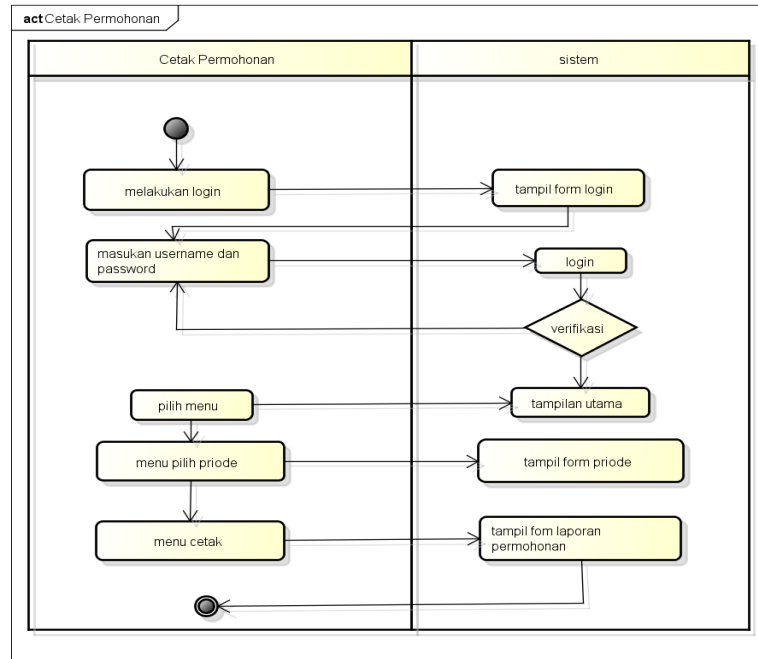 act Cetak Permohonan
Cetak Permohonan
sistem
melakukan login
tampil form login
masukan username dan
password
login
verifikasi
pilih menu
tampilan utama
menu pilih priode
tampil form priode
menu cetak
tampil fom laporan
permohonan